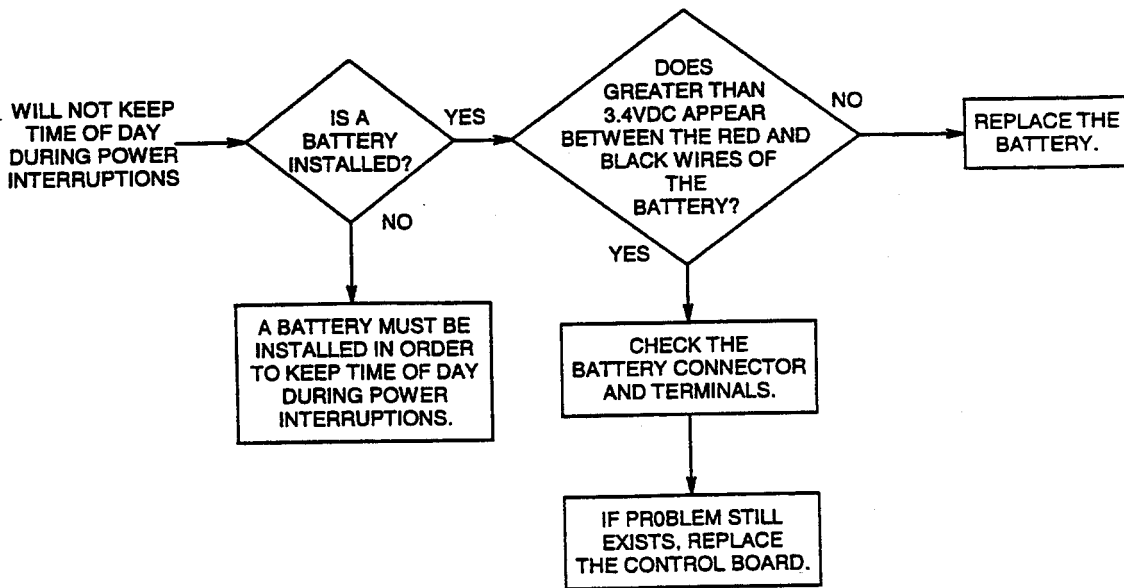 WILL NOT KEEP
TIME OF DAY
DURING POWER
INTERRUPTIONS
IS A
BATTERY
INSTALLED?
YES
NO
A BATTERY MUST BE
INSTALLED IN ORDER
TO KEEP TIME OF DAY
DURING POWER
INTERRUPTIONS.
DOES
GREATER THAN
3.4VDC APPEAR
BETWEEN THE RED AND
BLACK WIRES OF
THE
BATTERY?
NO
REPLACE THE
BATTERY.
YES
CHECK THE
BATTERY CONNECTOR
AND TERMINALS.
IF PROBLEM STILL
EXISTS, REPLACE
THE CONTROL BOARD.